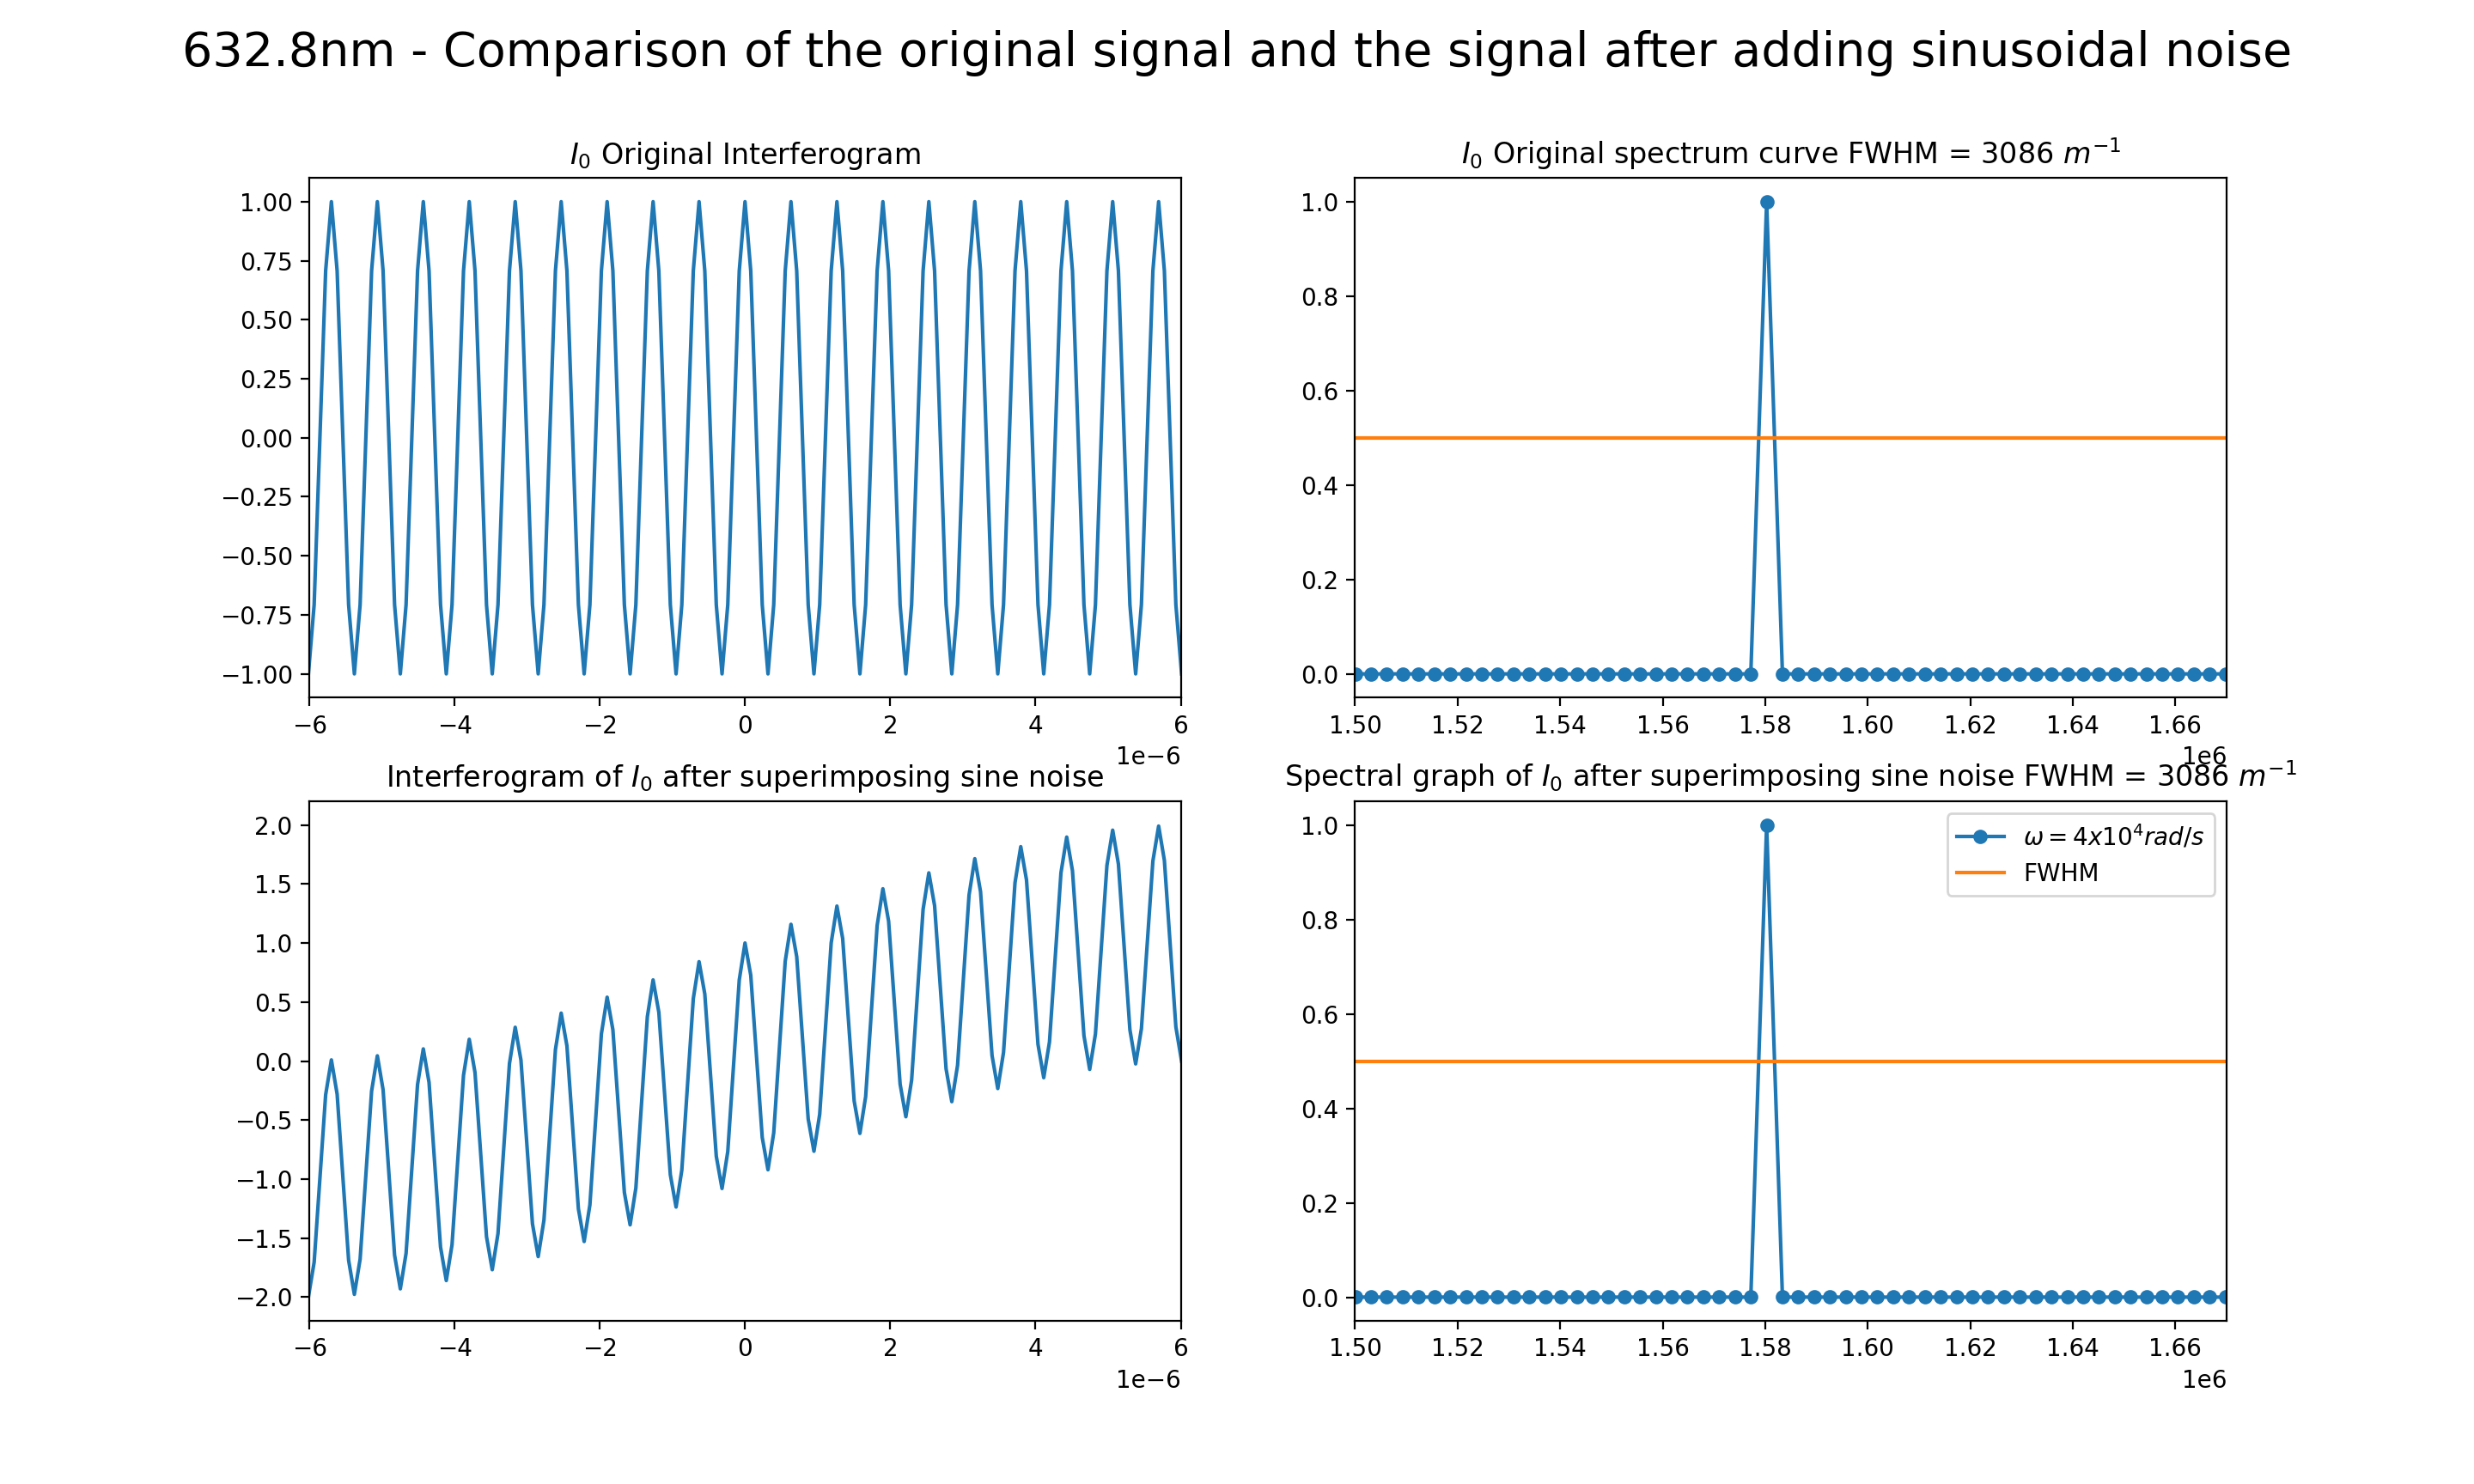 632.8nm - Comparison of the original signal and the signal after adding sinusoidal noise
I₀ Original Interferogram
1.00
0.75
0.50
0.25
0.00
−0.25
−0.50
−0.75
−1.00
−6 −4 −2 0 2 4 6
1e−6
I₀ Original spectrum curve FWHM = 3086 m⁻¹
1.0
0.8
0.6
0.4
0.2
0.0
1.50 1.52 1.54 1.56 1.58 1.60 1.62 1.64 1.66
1e6
Interferogram of I₀ after superimposing sine noise
2.0
1.5
1.0
0.5
0.0
−0.5
−1.0
−1.5
−2.0
−6 −4 −2 0 2 4 6
1e−6
Spectral graph of I₀ after superimposing sine noise FWHM = 3086 m⁻¹
1.0
0.8
0.6
0.4
0.2
0.0
ω = 4x10⁴rad/s
FWHM
1.50 1.52 1.54 1.56 1.58 1.60 1.62 1.64 1.66
1e6